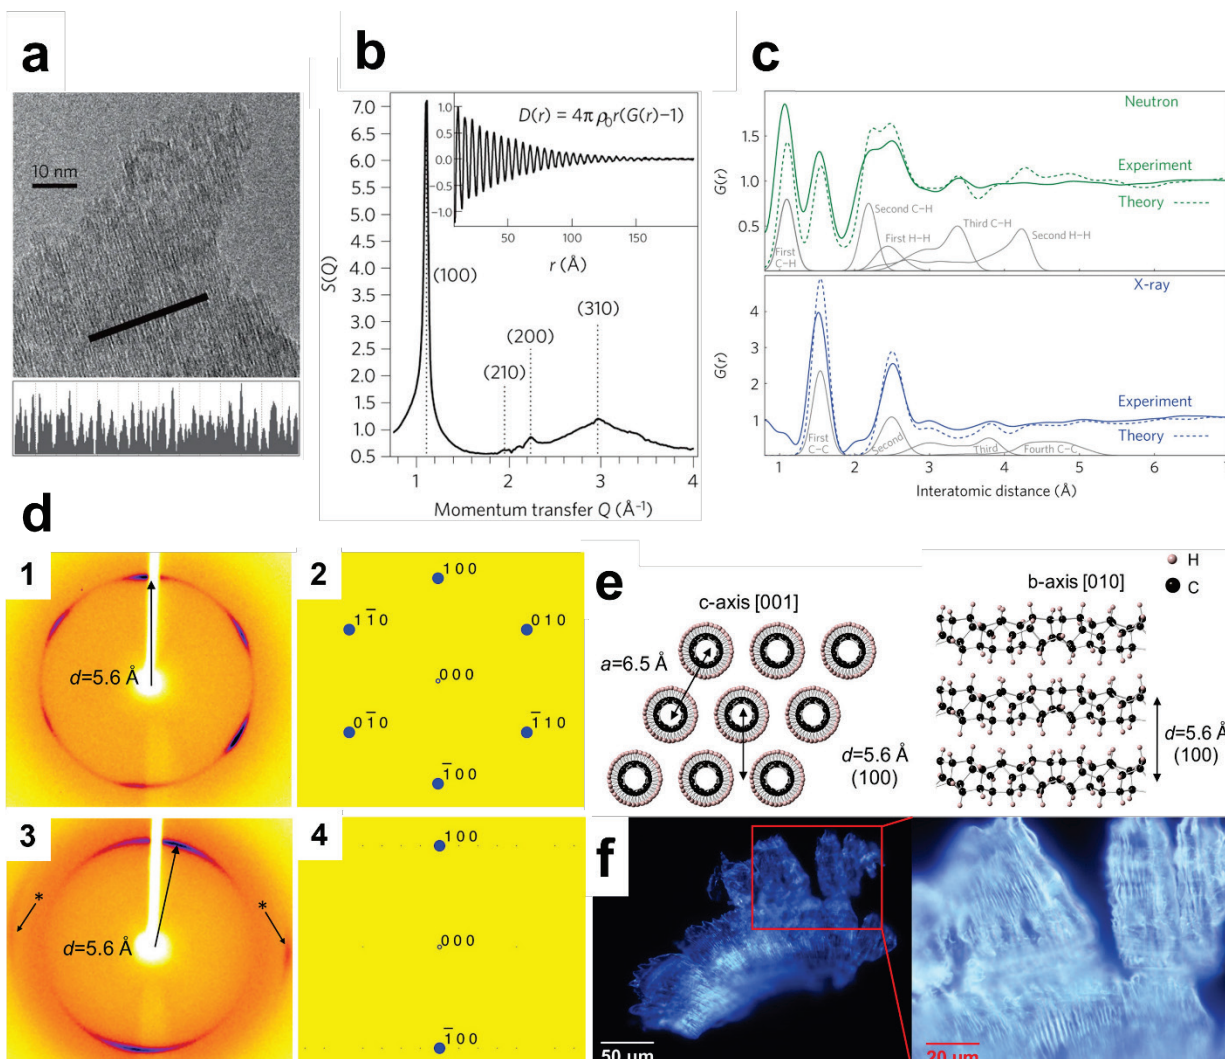 a
10 nm
b
7.0
6.5
6.0
5.5
5.0
4.5
4.0
3.5
3.0
2.5
2.0
1.5
1.0
0.5
S(Q)
1.0
0.5
0.0
−0.5
−1.0
D(r) = 4π ρ₀r(G(r)−1)
50
100
150
r (Å)
(100)
(210)
(200)
(310)
1
2
3
4
Momentum transfer Q (Å⁻¹)
c
Neutron
1.5
1.0
0.5
G(r)
Experiment
Theory
First
C−H
Second C−H
First H−H
Third C−H
Second H−H
X-ray
4
3
2
1
G(r)
Experiment
Theory
First
C−C
Second
Third
Fourth C−C
1
2
3
4
5
6
7
Interatomic distance (Å)
d
1
d=5.6 Å
2
1 0 0
1 1̅ 0
0 1 0
0 0 0
0 1̅ 0
1̅ 1 0
1̅ 0 0
3
*
*
d=5.6 Å
4
1 0 0
0 0 0
1̅ 0 0
e
c-axis [001]
a=6.5 Å
d=5.6 Å
(100)
b-axis [010]
H
C
d=5.6 Å
(100)
f
50 µm
20 µm